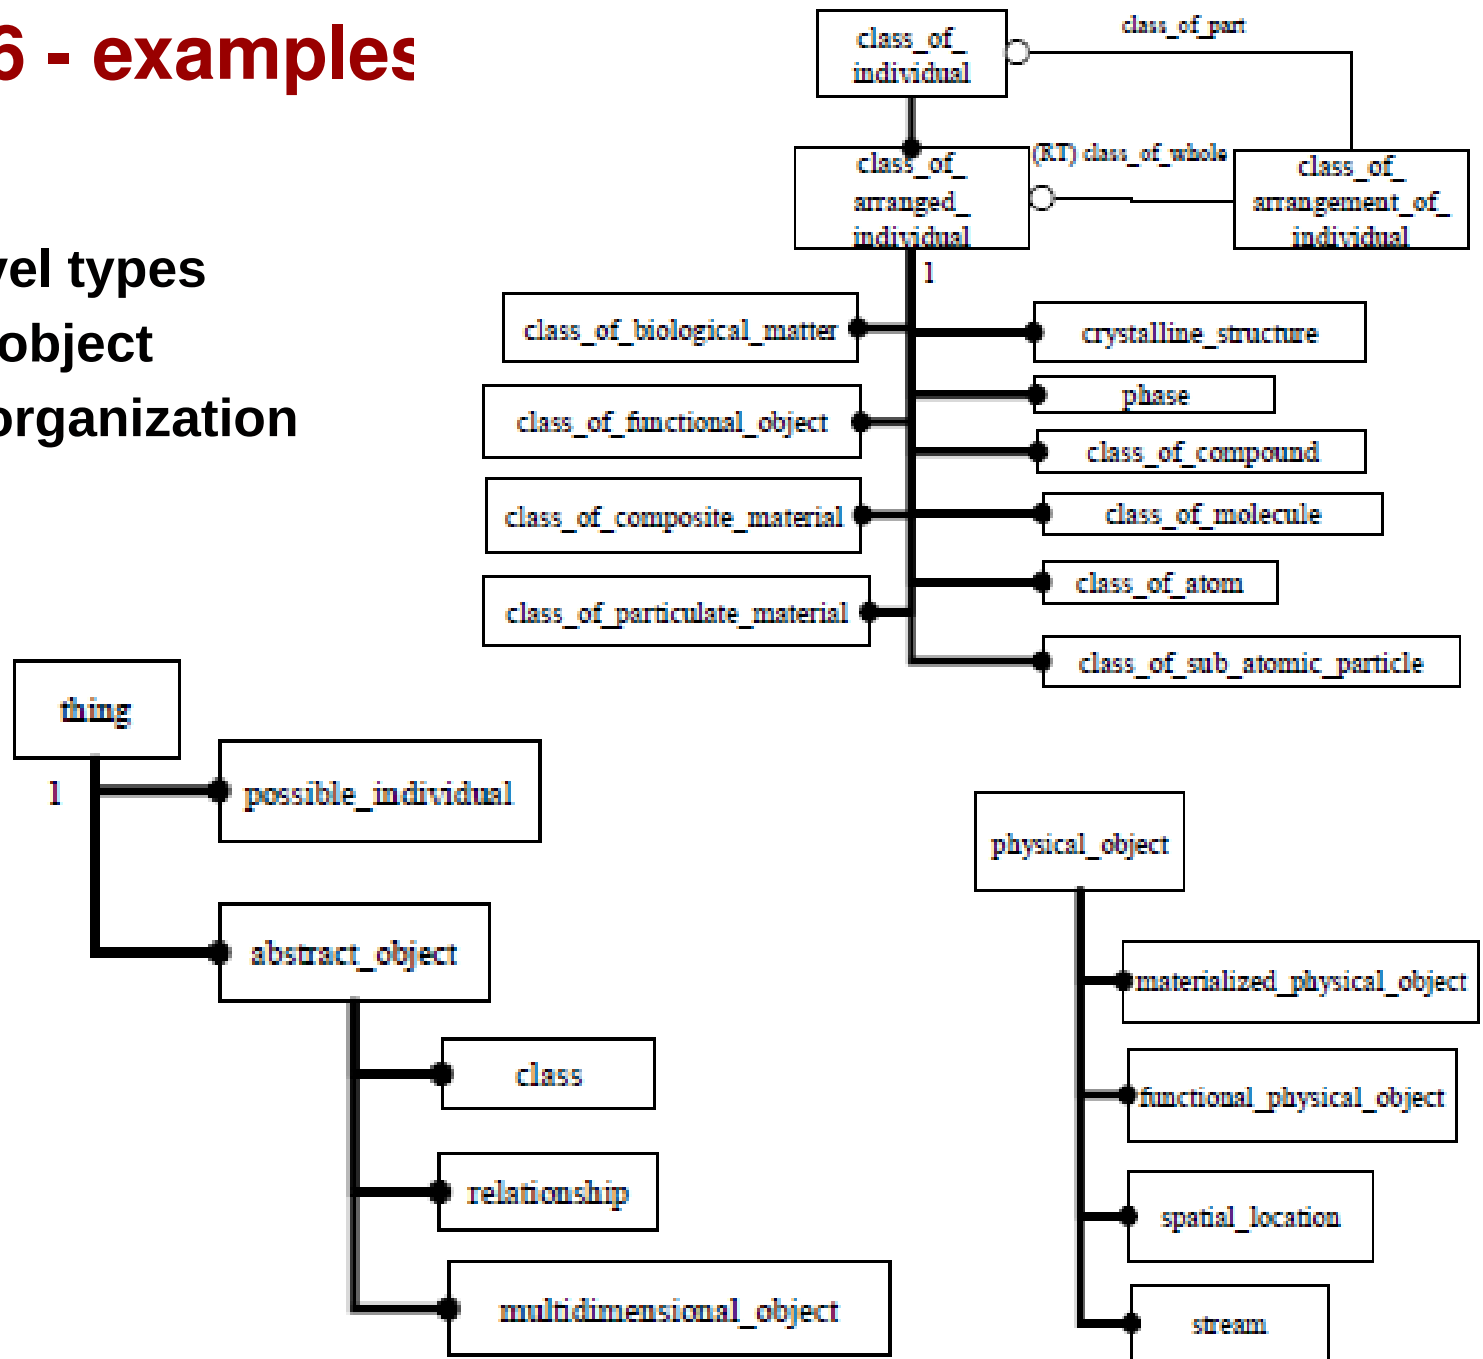 6 - examples
vel types
object
organization
class_of_
individual
class_of_part
class_of_
arranged_
individual
(RT) class_of_whole
class_of_
arrangement_of_
individual
1
class_of_biological_matter
crystalline_structure
phase
class_of_functional_object
class_of_compound
class_of_composite_material
class_of_molecule
class_of_atom
class_of_particulate_material
class_of_sub_atomic_particle
thing
1
possible_individual
abstract_object
class
relationship
multidimensional_object
physical_object
materialized_physical_object
functional_physical_object
spatial_location
stream